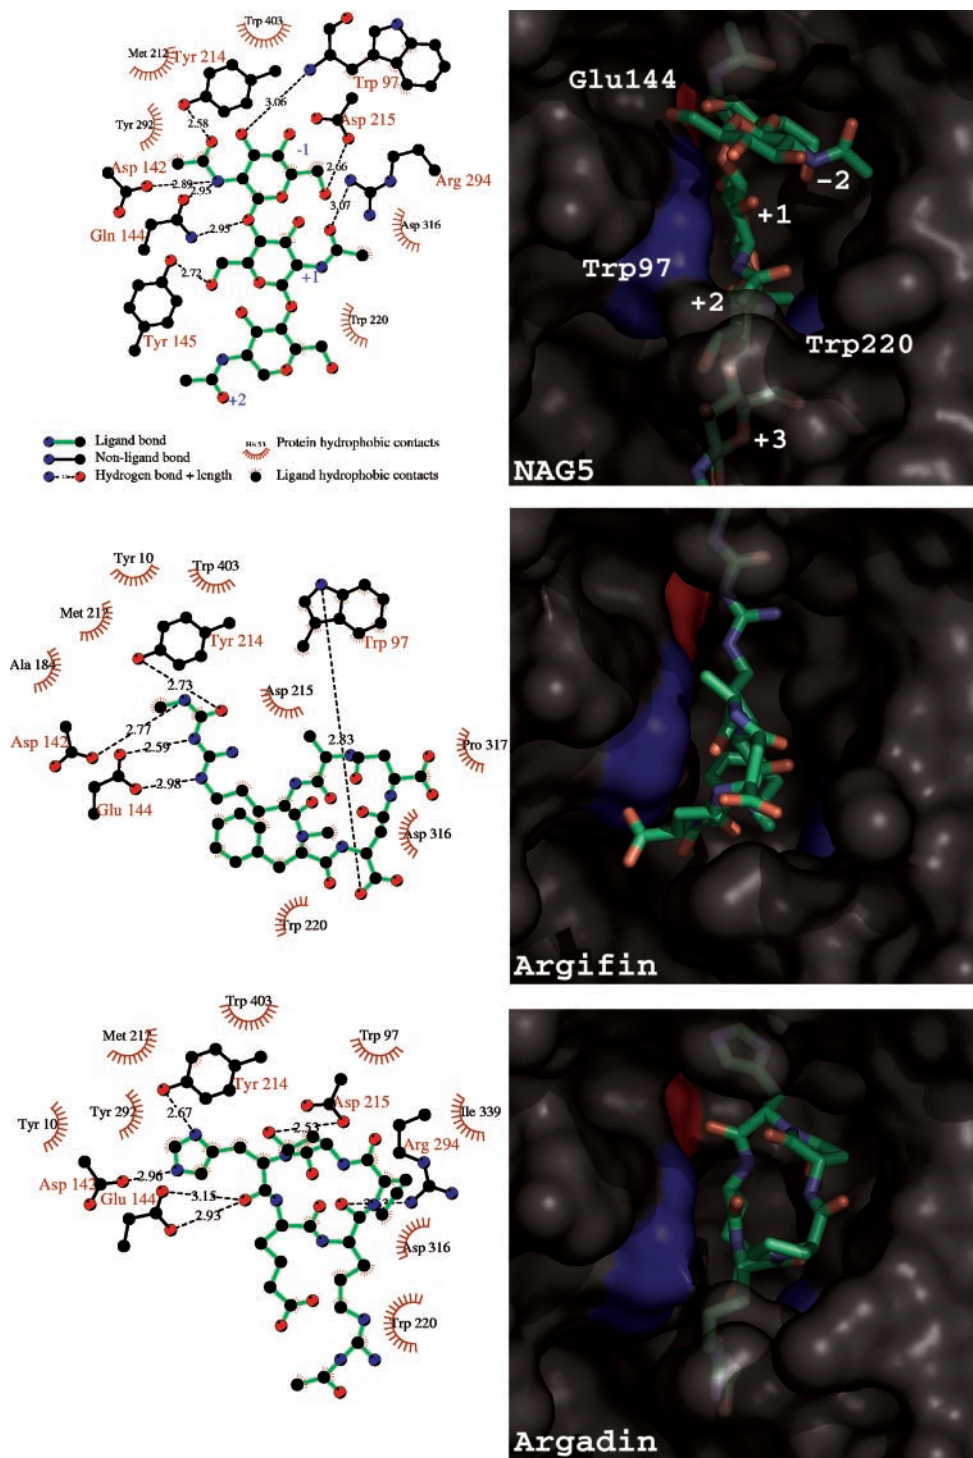 Trp 403
Met 212
Tyr 214
Trp 97
3.06
Tyr 292
2.58
Asp 215
-1
Asp 142
2.89
2.95
2.66
Arg 294
3.07
Gln 144
2.95
Asp 316
2.72
+1
Tyr 145
Trp 220
+2
Ligand bond
Non-ligand bond
Hydrogen bond + length
His 53 Protein hydrophobic contacts
Ligand hydrophobic contacts
Glu144
-2
+1
Trp97
+2
Trp220
+3
NAG5
Tyr 10
Trp 403
Met 212
Tyr 214
Trp 97
Ala 184
2.73
Asp 215
Asp 142
2.77
2.59
2.83
Pro 317
2.98
Glu 144
Asp 316
Trp 220
Argifin
Trp 403
Met 212
Trp 97
Tyr 214
Asp 215
Tyr 10
Tyr 292
2.67
2.53
Ile 339
Arg 294
Asp 142
2.96
Glu 144
3.15
2.93
Asp 316
Trp 220
Argadin